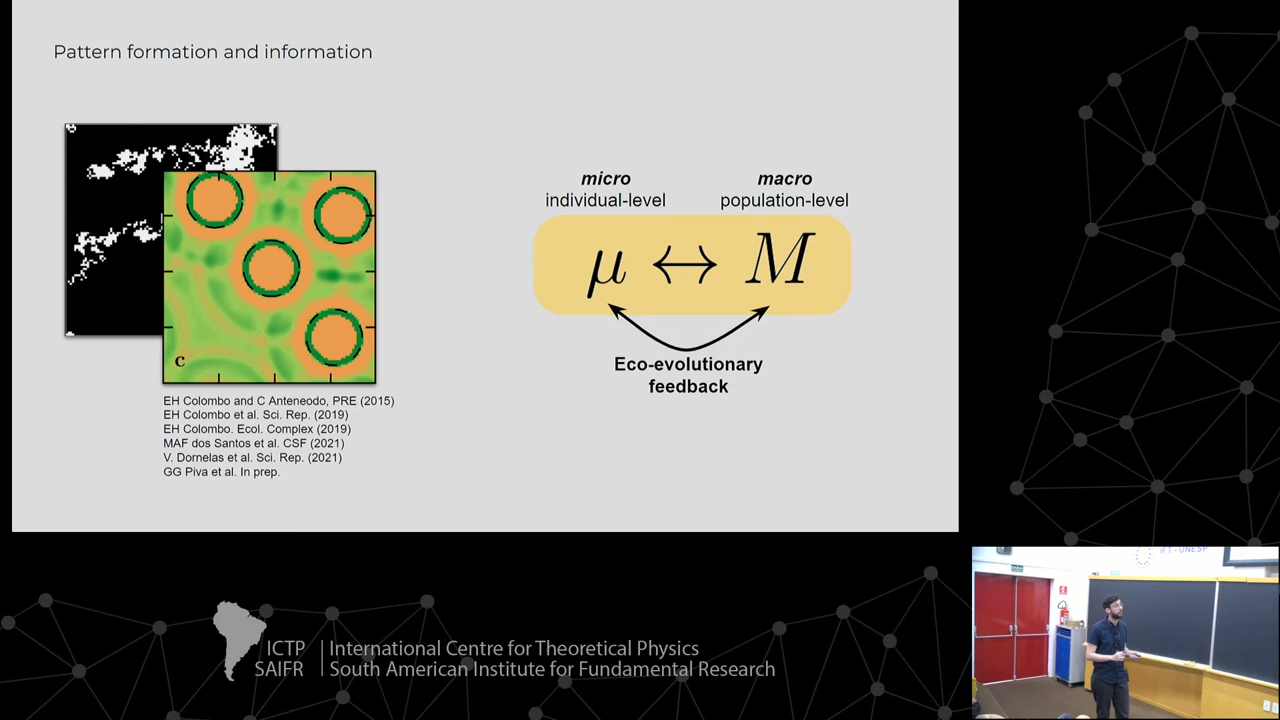 Pattern formation and information
C
EH Colombo and C Anteneodo, PRE (2015)
EH Colombo et al. Sci. Rep. (2019)
EH Colombo. Ecol. Complex (2019)
MAF dos Santos et al. CSF (2021)
V. Dornelas et al. Sci. Rep. (2021)
GG Piva et al. In prep.
micro macro
individual-level population-level
μ ↔ M
Eco-evolutionary
feedback
IFT - UNESP
ICTP International Centre for Theoretical Physics
SAIFR South American Institute for Fundamental Research